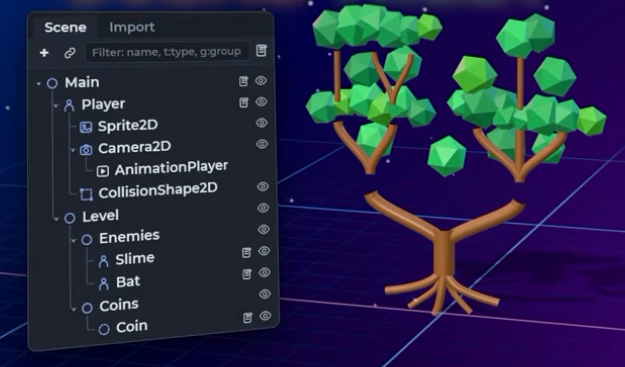 Scene Import
Filter: name, t:type, g:group
Main
Player
Sprite2D
Camera2D
AnimationPlayer
CollisionShape2D
Level
Enemies
Slime
Bat
Coins
Coin